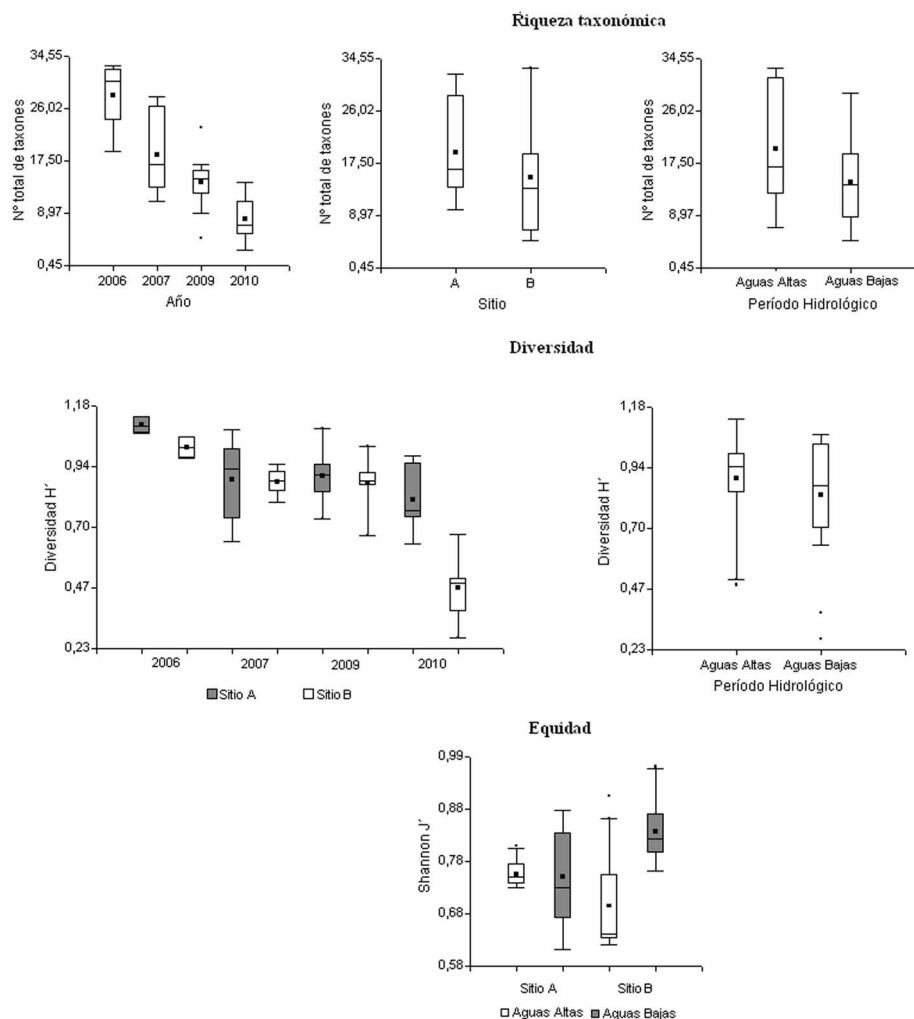 Riqueza taxonómica
34,55
26,02
17,50
8,97
0,45
Nº total de taxones
2006 2007 2009 2010
Año
34,55
26,02
17,50
8,97
0,45
Nº total de taxones
A B
Sitio
34,55
26,02
17,50
8,97
0,45
Nº total de taxones
Aguas Altas Aguas Bajas
Período Hidrológico
Diversidad
1,18
0,94
0,70
0,47
0,23
Diversidad H´
2006 2007 2009 2010
Sitio A Sitio B
1,18
0,94
0,70
0,47
0,23
Diversidad H´
Aguas Altas Aguas Bajas
Período Hidrológico
Equidad
0,99
0,88
0,78
0,68
0,58
Shannon J´
Sitio A Sitio B
Aguas Altas Aguas Bajas